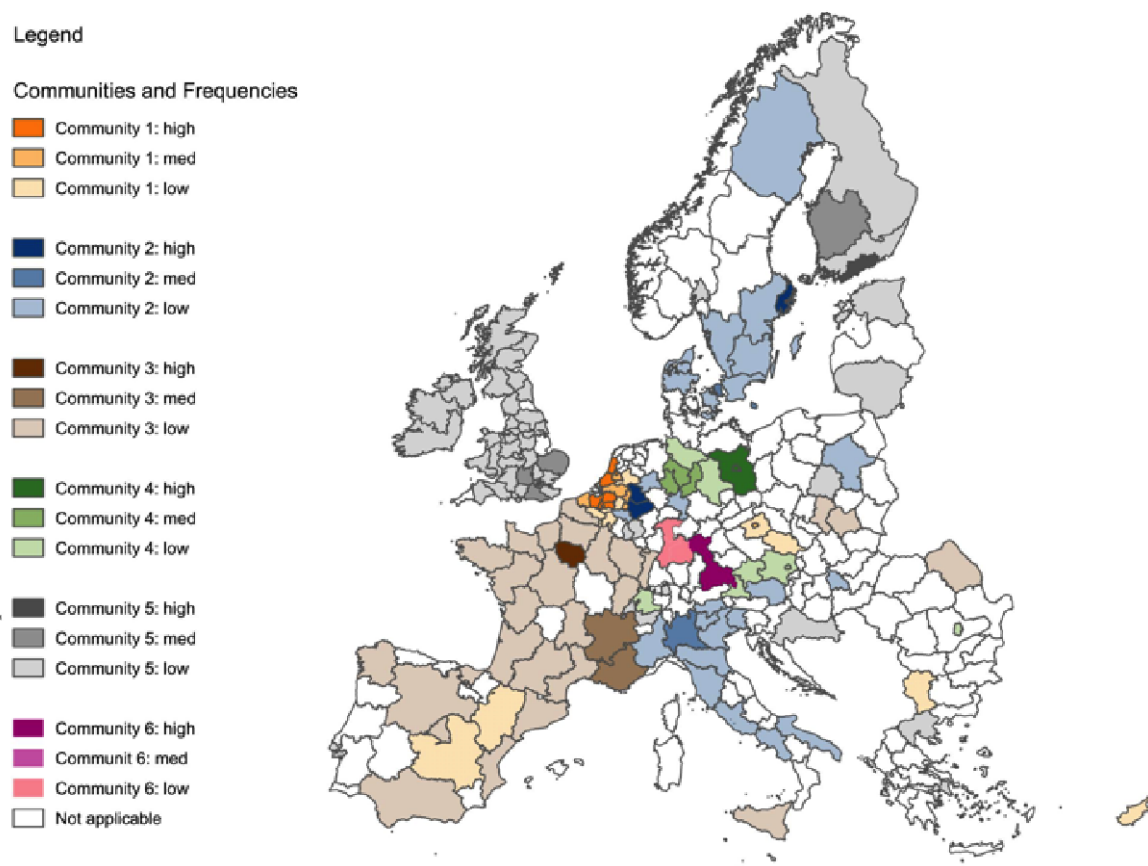 Legend
Communities and Frequencies
Community 1: high
Community 1: med
Community 1: low
Community 2: high
Community 2: med
Community 2: low
Community 3: high
Community 3: med
Community 3: low
Community 4: high
Community 4: med
Community 4: low
Community 5: high
Community 5: med
Community 5: low
Community 6: high
Communit 6: med
Community 6: low
Not applicable